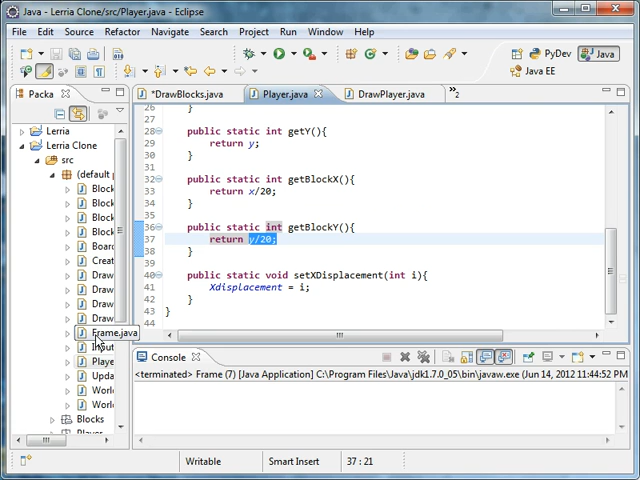 Java - Lerria Clone/src/Player.java - Eclipse
File Edit Source Refactor Navigate Search Project Run Window Help
PyDev Java
Java EE
Packa
*DrawBlocks.java Player.java DrawPlayer.java »2
Lerria
Lerria Clone
src
(default p
Block
Block
Block
Block
Board
Creat
Draw
Draw
Draw
Frame.java
Input
Playe
Upda
World
World
Blocks
26 }
27
28 public static int getY(){
29 return y;
30 }
31
32 public static int getBlockX(){
33 return x/20;
34 }
35
36 public static int getBlockY(){
37 return y/20;
38 }
39
40 public static void setXDisplacement(int i){
41 Xdisplacement = i;
42 }
43 }
44
Console
<terminated> Frame (7) [Java Application] C:\Program Files\Java\jdk1.7.0_05\bin\javaw.exe (Jun 14, 2012 11:44:52 PM)
Writable Smart Insert 37 : 21